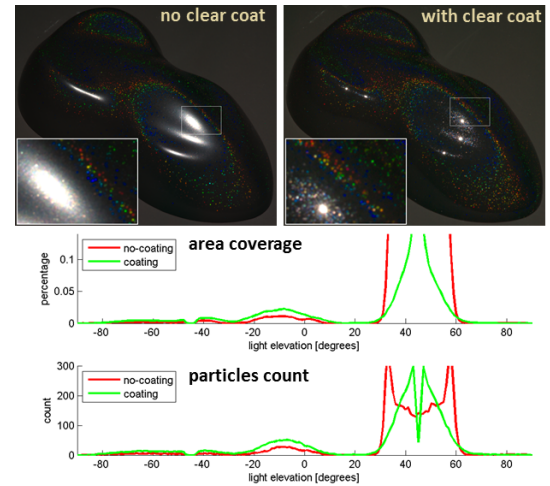 no clear coat
with clear coat
area coverage
no-coating
coating
percentage
0.1
0.05
0
-80 -60 -40 -20 0 20 40 60 80
light elevation [degrees]
particles count
no-coating
coating
count
300
200
100
0
-80 -60 -40 -20 0 20 40 60 80
light elevation [degrees]